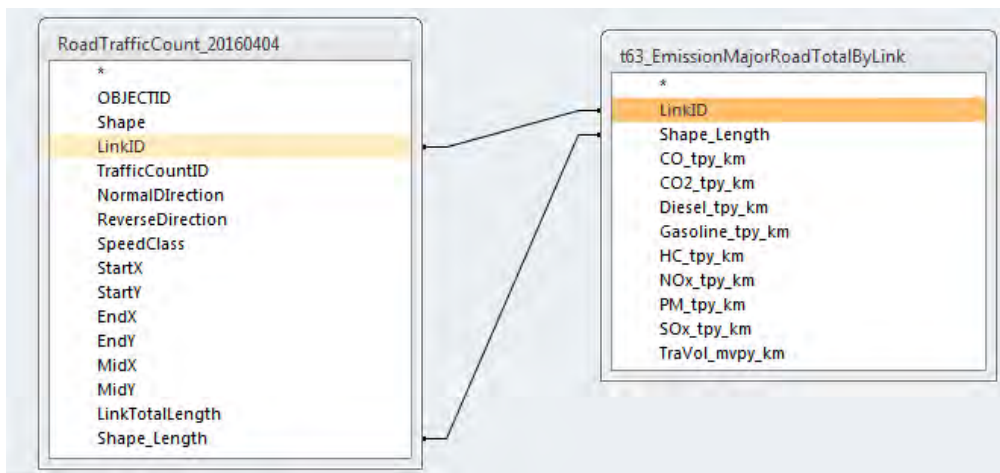 RoadTrafficCount_20160404
*
OBJECTID
Shape
LinkID
TrafficCountID
NormalDIrection
ReverseDirection
SpeedClass
StartX
StartY
EndX
EndY
MidX
MidY
LinkTotalLength
Shape_Length
t63_EmissionMajorRoadTotalByLink
*
LinkID
Shape_Length
CO_tpy_km
CO2_tpy_km
Diesel_tpy_km
Gasoline_tpy_km
HC_tpy_km
NOx_tpy_km
PM_tpy_km
SOx_tpy_km
TraVol_mvpy_km